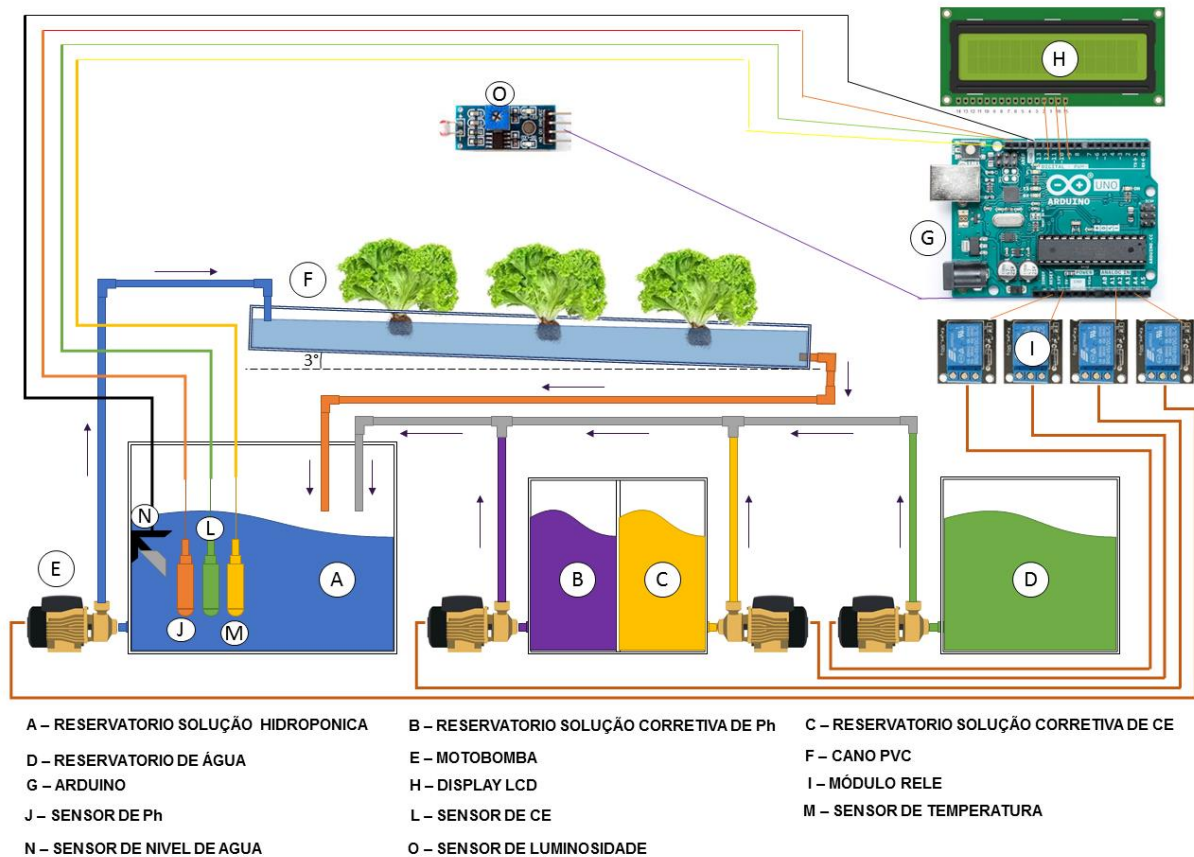 O
H
UNO
ARDUINO
G
F
3°
I
N
L
E
A
J
M
B
C
D
A – RESERVATORIO SOLUÇÃO HIDROPONICA
B – RESERVATORIO SOLUÇÃO CORRETIVA DE Ph
C – RESERVATORIO SOLUÇÃO CORRETIVA DE CE
D – RESERVATORIO DE ÁGUA
E – MOTOBOMBA
F – CANO PVC
G – ARDUINO
H – DISPLAY LCD
I – MÓDULO RELE
J – SENSOR DE Ph
L – SENSOR DE CE
M – SENSOR DE TEMPERATURA
N – SENSOR DE NIVEL DE AGUA
O – SENSOR DE LUMINOSIDADE